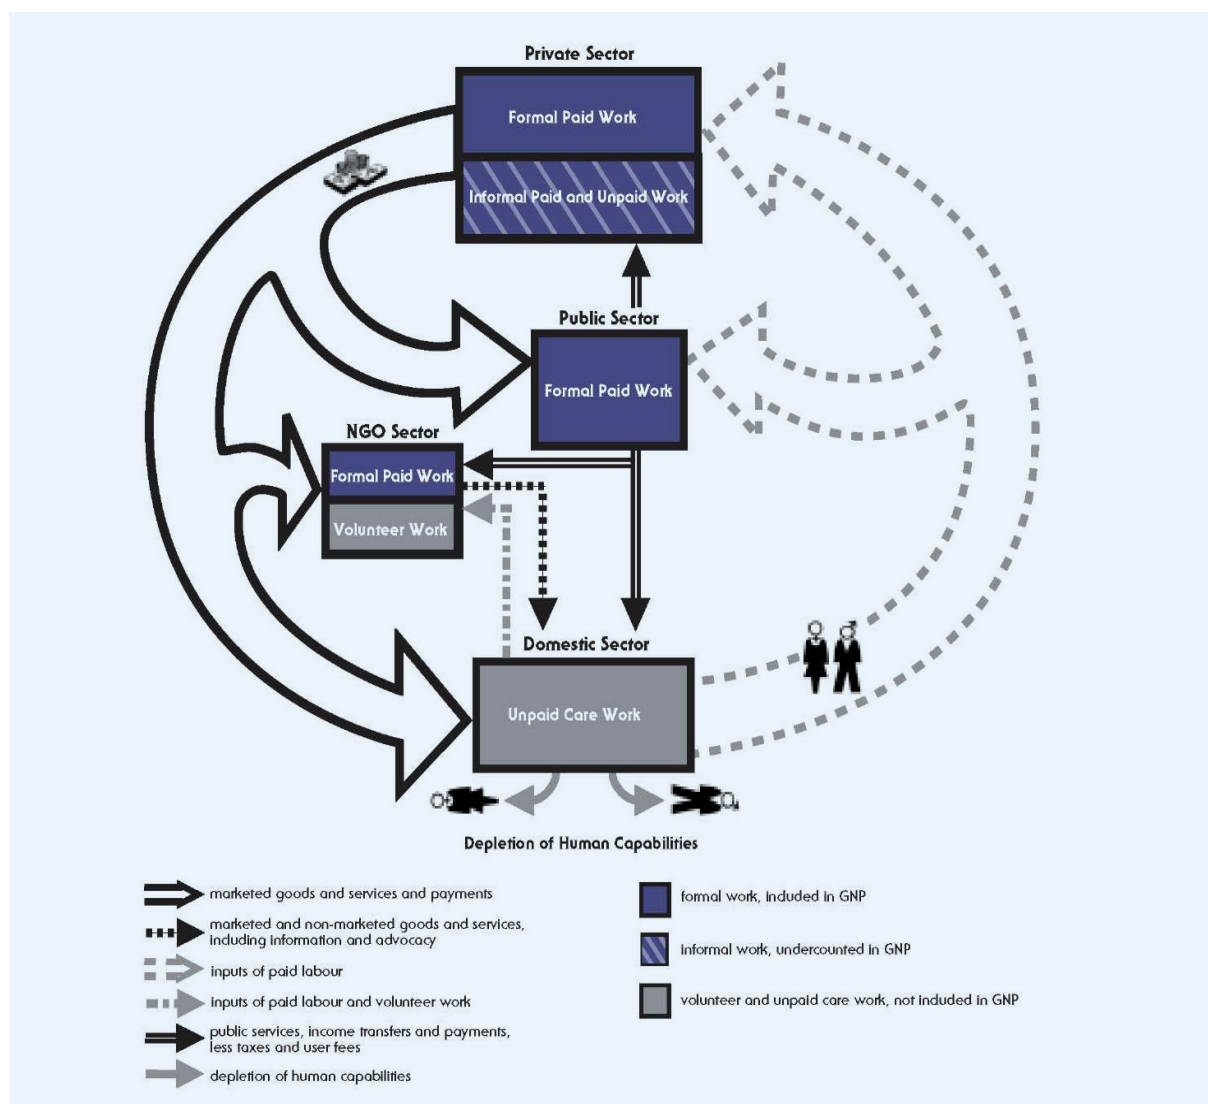 Private Sector
Formal Paid Work
Informal Paid and Unpaid Work
Public Sector
Formal Paid Work
NGO Sector
Formal Paid Work
Volunteer Work
Domestic Sector
Unpaid Care Work
Depletion of Human Capabilities
marketed goods and services and payments
marketed and non-marketed goods and services,
including information and advocacy
inputs of paid labour
inputs of paid labour and volunteer work
public services, income transfers and payments,
less taxes and user fees
depletion of human capabilities
formal work, included in GNP
informal work, undercounted in GNP
volunteer and unpaid care work, not included in GNP